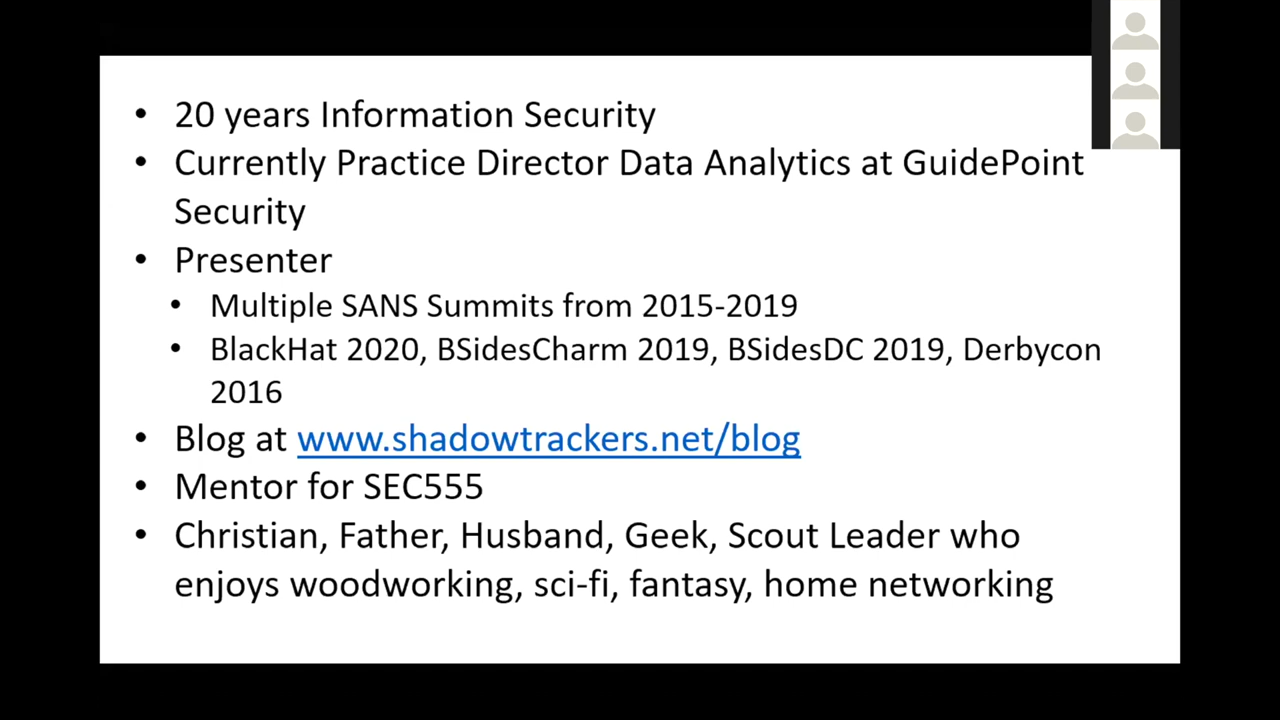 • 20 years Information Security
• Currently Practice Director Data Analytics at GuidePoint
Security
• Presenter
• Multiple SANS Summits from 2015-2019
• BlackHat 2020, BSidesCharm 2019, BSidesDC 2019, Derbycon
2016
• Blog at www.shadowtrackers.net/blog
• Mentor for SEC555
• Christian, Father, Husband, Geek, Scout Leader who
enjoys woodworking, sci-fi, fantasy, home networking